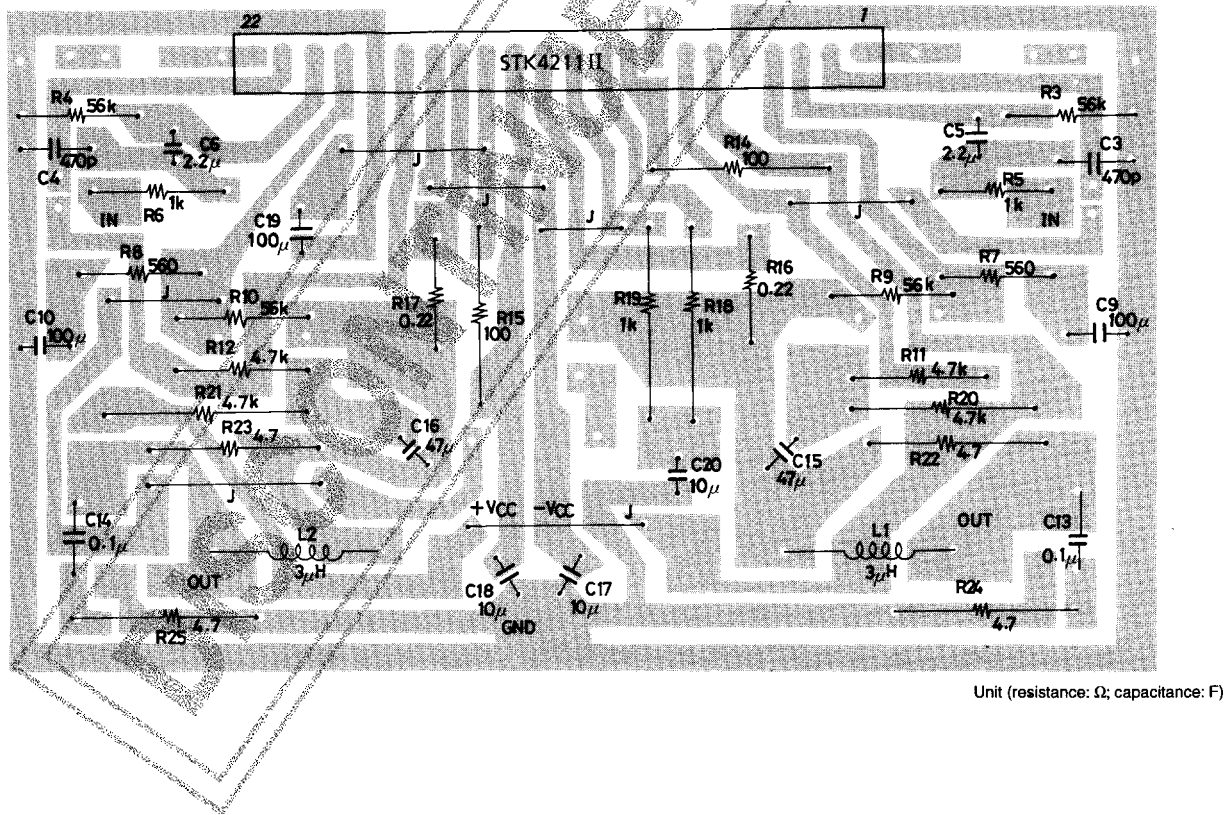 22
1
STK4211II
R4
56k
R3
56k
C6
2.2μ
C5
2.2μ
R14
100
C3
470p
470p
C4
J
R6
1k
R5
1k
IN
IN
J
J
J
C19
100μ
R8
560
J
R7
560
R16
0.22
R9
56k
R17
0.22
R15
100
R19
1k
R18
1k
R10
56k
C10
100μ
C9
100μ
R12
4.7k
R11
4.7k
R21
4.7k
R20
4.7k
R23
4.7
R22
4.7
C16
47μ
C15
47μ
C20
10μ
J
+VCC
-VCC
J
C14
0.1μ
L2
3μH
L1
3μH
OUT
C13
0.1μ
OUT
C18
10μ
C17
10μ
GND
R25
4.7
R24
4.7
Unit (resistance: Ω; capacitance: F)